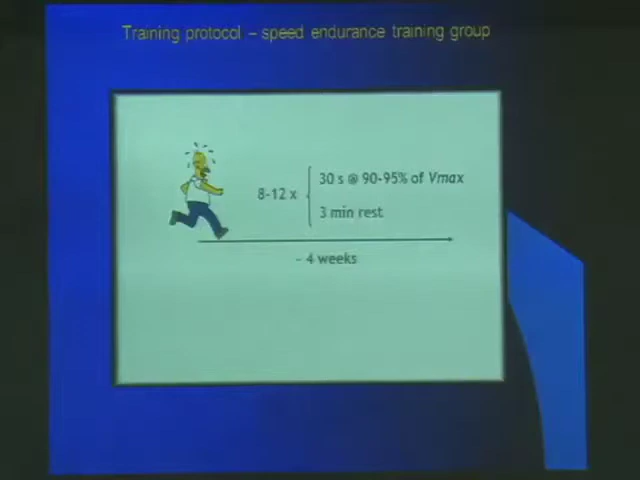 Training protocol – speed endurance training group
30 s @ 90-95% of Vmax
8-12 x
3 min rest
~ 4 weeks